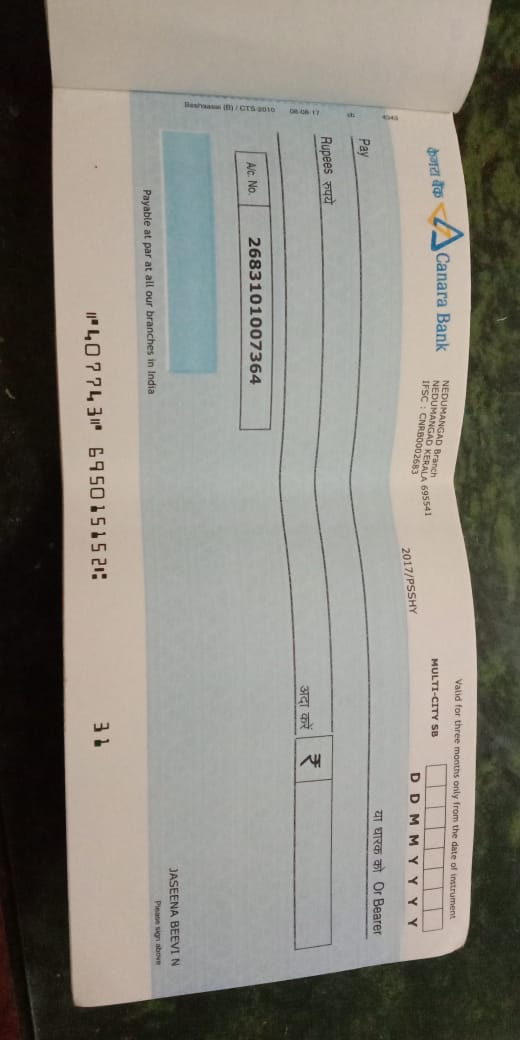 केनरा बैंक Canara Bank
NEDUMANGAD Branch
NEDUMANGAD KERALA 695541
IFSC : CNRB0002683
2017/PSSHY
Valid for three months only from the date of instrument
MULTI-CITY SB
D D M M Y Y Y Y
4343
Pay
या धारक को Or Bearer
Rupees रुपये
अदा करें ₹
A/c. No. 2683101007364
Payable at par at all our branches in India
JASEENA BEEVI N
Please sign above
(B) / CTS-2010 08-08-17
⑈407743⑈ 695015152⑆ 31